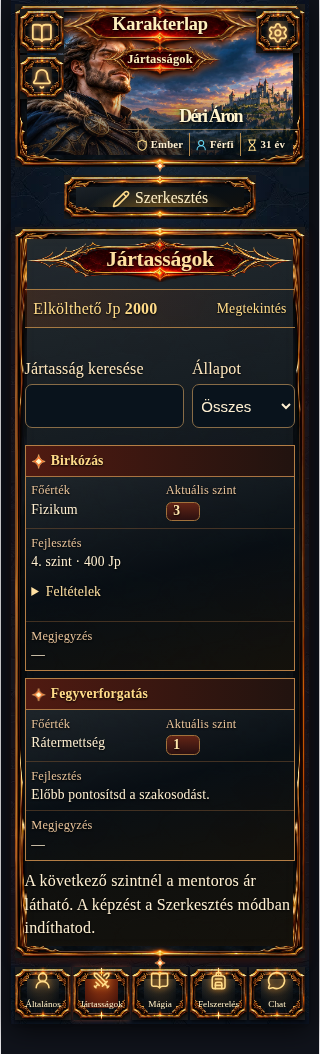 Karakterlap
Jártasságok
Déri Áron
Ember
Férfi
31 év
Szerkesztés
Jártasságok
Elkölthető Jp 2000
Megtekintés
Jártasság keresése
Állapot
Összes
Birkózás
Főérték
Aktuális szint
Fizikum
3
Fejlesztés
4. szint · 400 Jp
Feltételek
Megjegyzés
—
Fegyverforgatás
Főérték
Aktuális szint
Rátermettség
1
Fejlesztés
Előbb pontosítsd a szakosodást.
Megjegyzés
—
A következő szintnél a mentoros ár
látható. A képzést a Szerkesztés módban
indíthatod.
Általános
Jártasságok
Mágia
Felszerelés
Chat